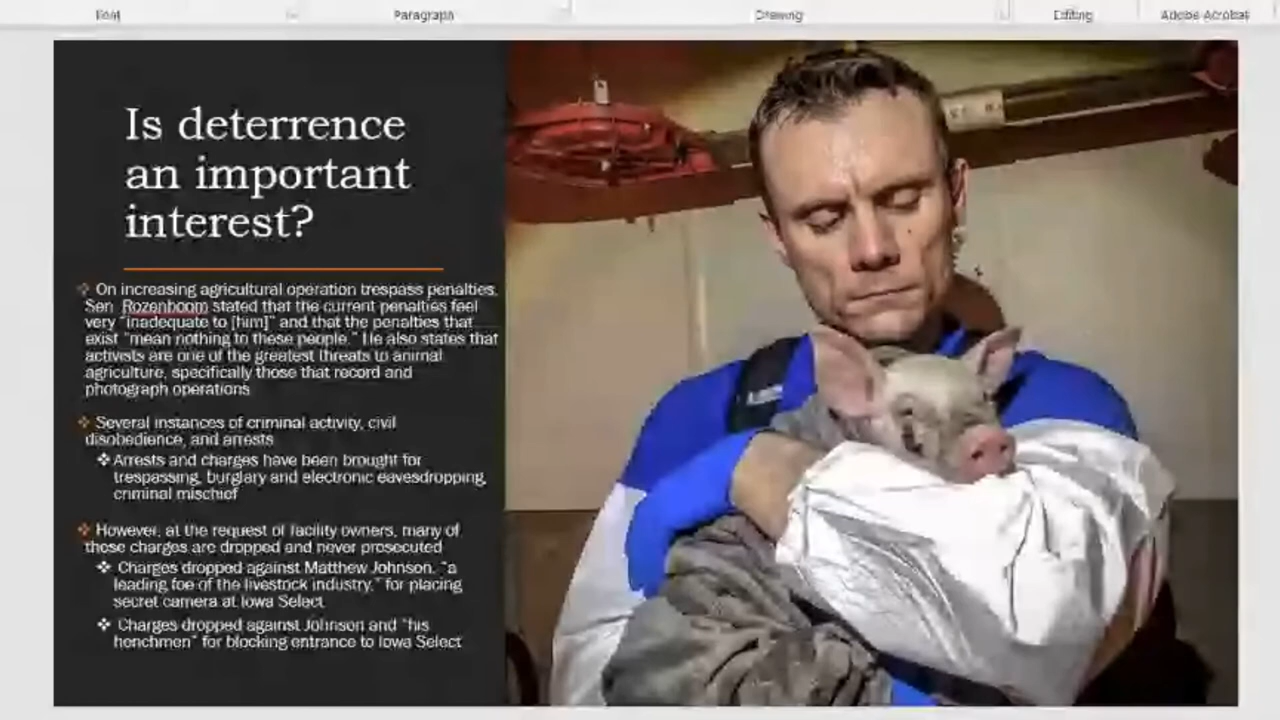 Font
Paragraph
Drawing
Editing
Adobe Acrobat
Is deterrence
an important
interest?
❖ On increasing agricultural operation trespass penalties,
Sen. Rozenboom stated that the current penalties feel
very "inadequate to [him]" and that the penalties that
exist "mean nothing to these people." He also states that
activists are one of the greatest threats to animal
agriculture, specifically those that record and
photograph operations
❖ Several instances of criminal activity, civil
disobedience, and arrests
❖ Arrests and charges have been brought for
trespassing, burglary and electronic eavesdropping,
criminal mischief
❖ However, at the request of facility owners, many of
those charges are dropped and never prosecuted
❖ Charges dropped against Matthew Johnson, "a
leading foe of the livestock industry," for placing
secret camera at Iowa Select
❖ Charges dropped against Johnson and "his
henchmen" for blocking entrance to Iowa Select